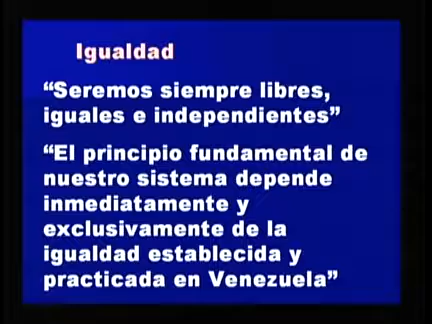 Igualdad
“Seremos siempre libres,
iguales e independientes”
“El principio fundamental de
nuestro sistema depende
inmediatamente y
exclusivamente de la
igualdad establecida y
practicada en Venezuela”